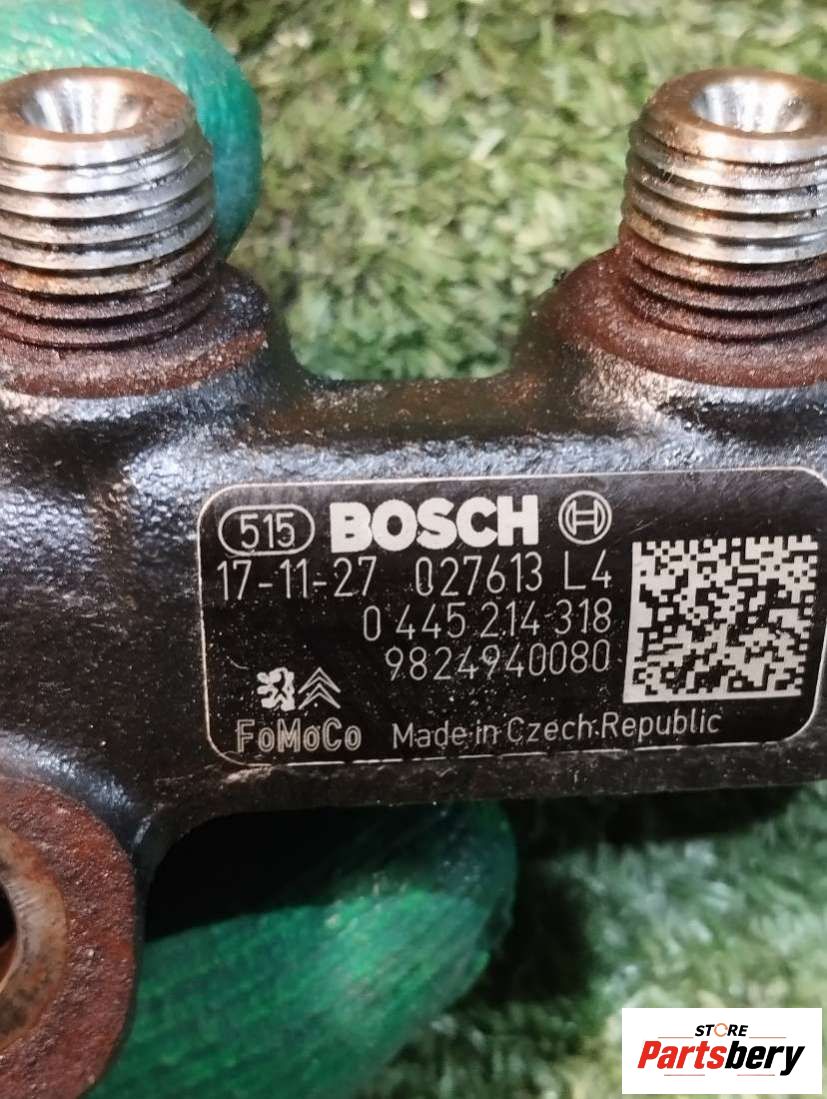 515 BOSCH
17-11-27 027613 L4
0 445 214 318
9824940080
FoMoCo Made in Czech Republic
STORE
Partsbery